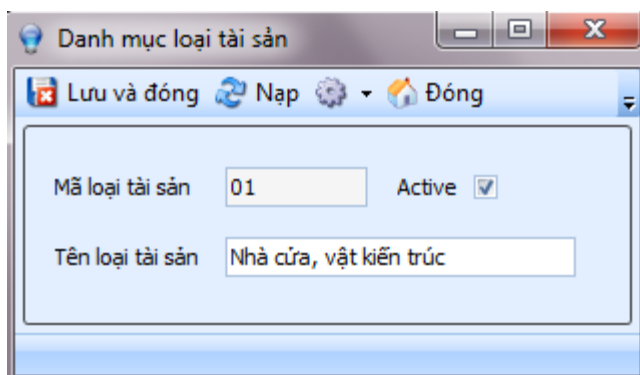 Danh mục loại tài sản
Lưu và đóng Nạp Đóng
Mã loại tài sản 01 Active
Tên loại tài sản Nhà cửa, vật kiến trúc